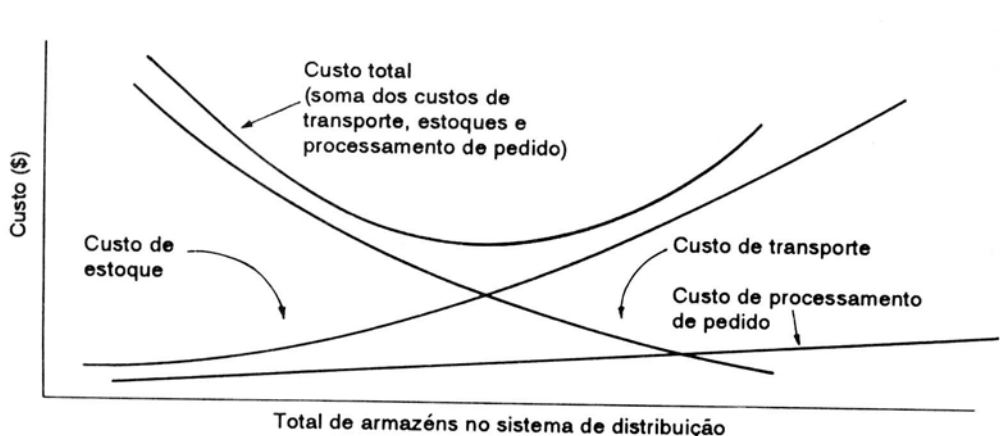 Custo total
(soma dos custos de
transporte, estoques e
processamento de pedido)
Custo ($)
Custo de
estoque
Custo de transporte
Custo de processamento
de pedido
Total de armazéns no sistema de distribuição